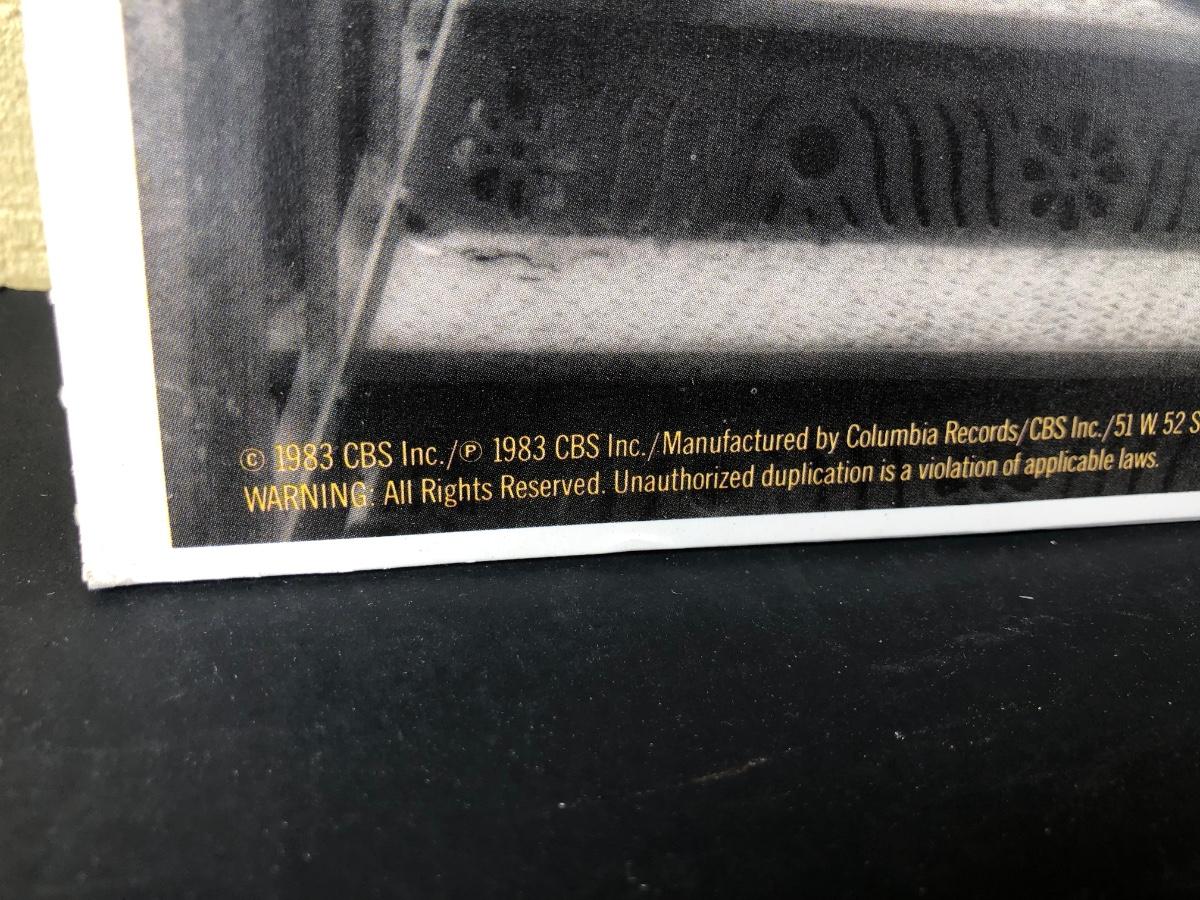 © 1983 CBS Inc./℗ 1983 CBS Inc./Manufactured by Columbia Records/CBS Inc./51 W. 52 S
WARNING: All Rights Reserved. Unauthorized duplication is a violation of applicable laws.